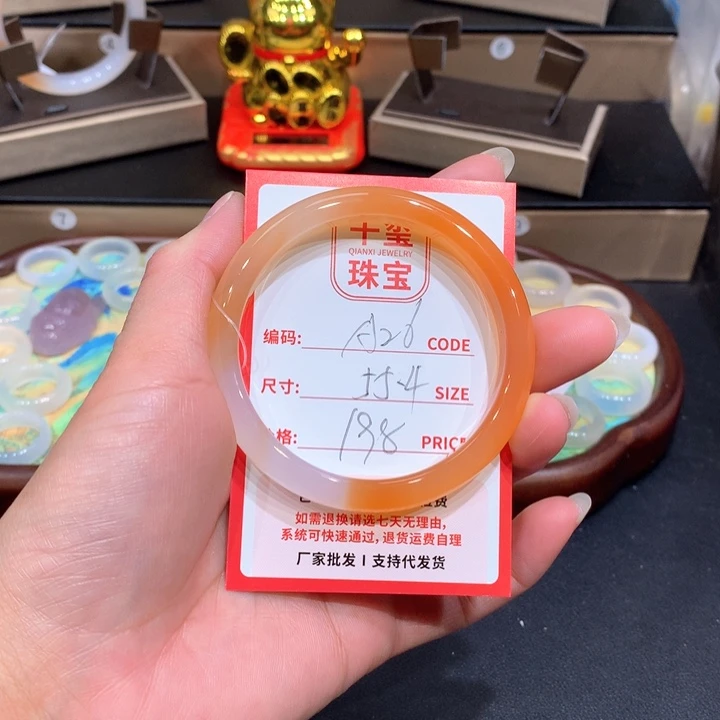 千玺
QIANXI JEWELRY
珠宝
编码: A26 CODE
尺寸: 55.4 SIZE
格: 198 PRICE
如需退换请选七天无理由,
系统可快速通过, 退货运费自理
厂家批发 I 支持代发货